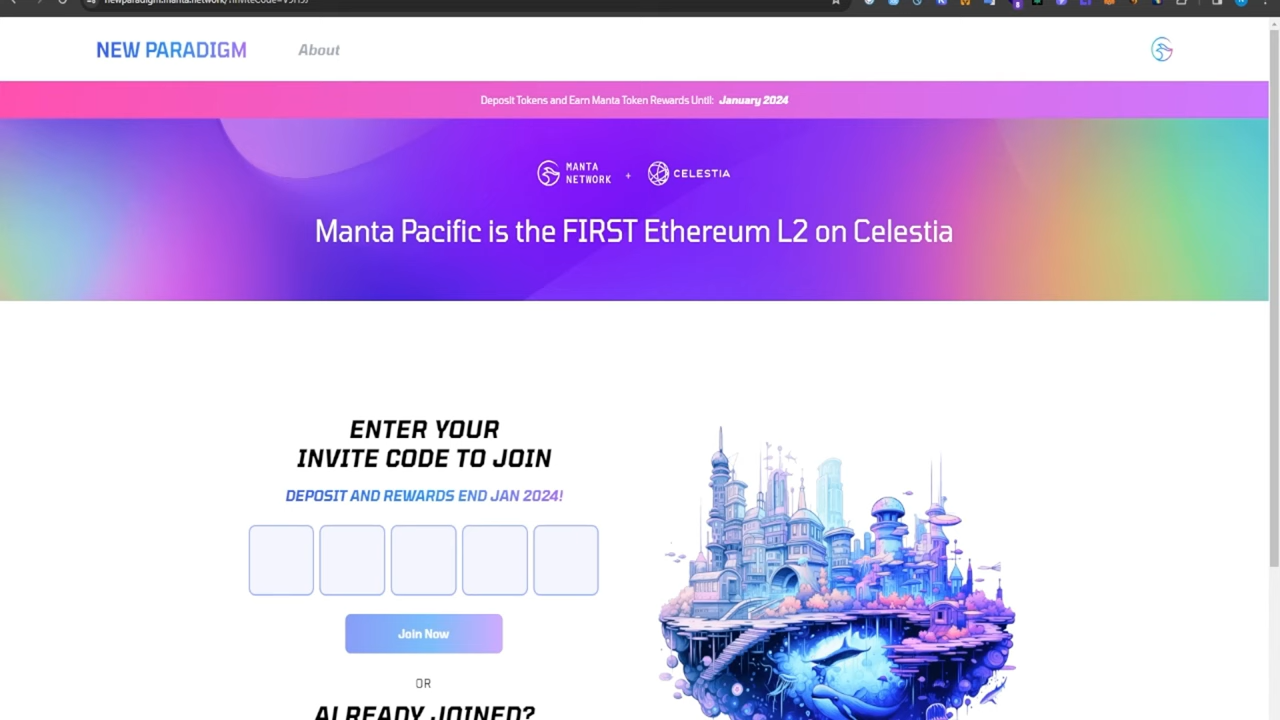 NEW PARADIGM
About
Deposit Tokens and Earn Manta Token Rewards Until: January 2024
MANTA
NETWORK
+
CELESTIA
Manta Pacific is the FIRST Ethereum L2 on Celestia
ENTER YOUR
INVITE CODE TO JOIN
DEPOSIT AND REWARDS END JAN 2024!
Join Now
OR
ALREADY JOINED?